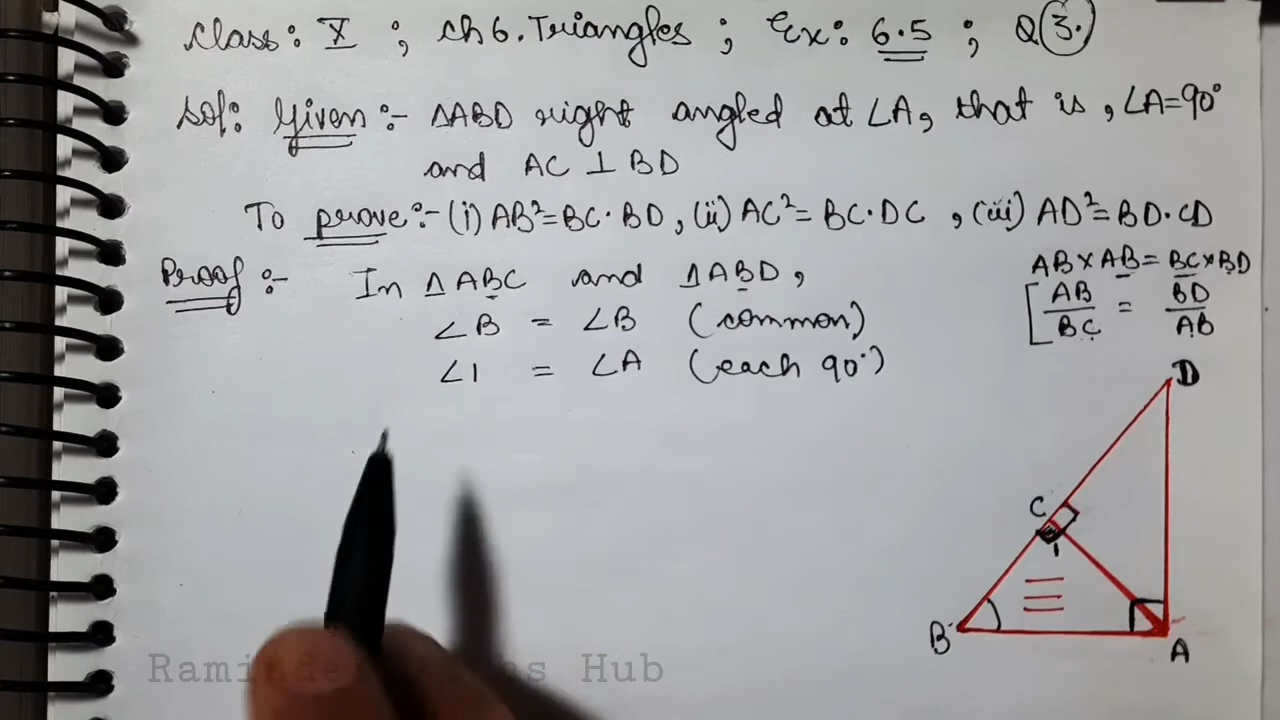 Class: X ; Ch 6. Triangles ; Ex: 6.5 ; Q 3.
Sol: Given :- ΔABD right angled at ∠A, that is, ∠A=90°
and AC ⊥ BD
To prove:- (i) AB²=BC·BD, (ii) AC²=BC·DC, (iii) AD²=BD·CD
Proof :- In ΔABC and ΔABD,
AB×AB=BC×BD
∠B = ∠B (common)
[AB/BC = BD/AB
∠1 = ∠A (each 90°)
D
C
1
B
A
Hub